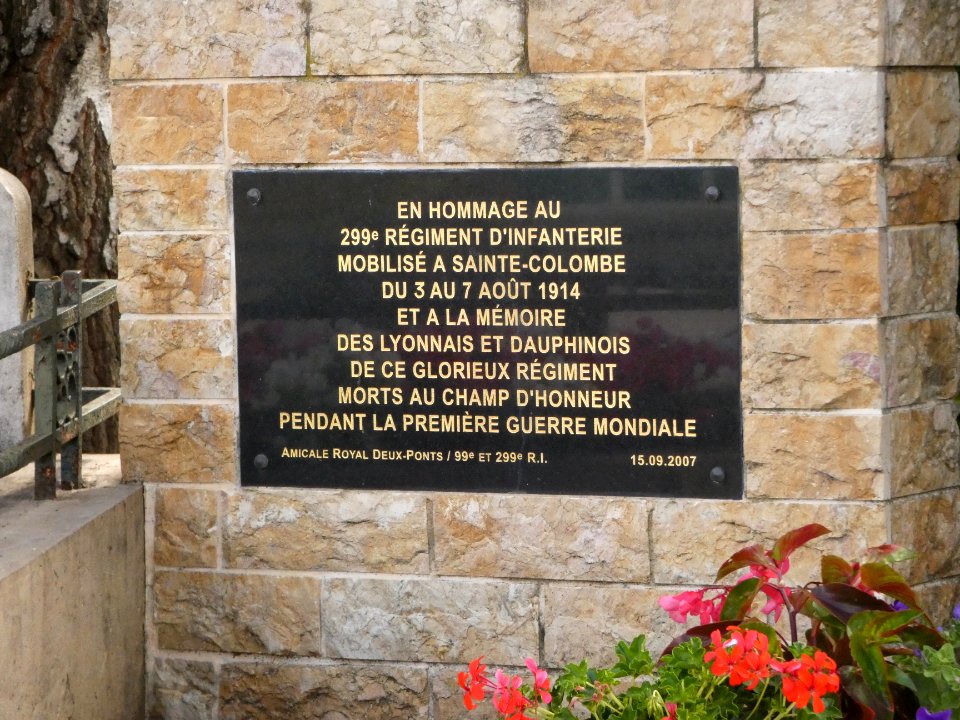 EN HOMMAGE AU
299e RÉGIMENT D'INFANTERIE
MOBILISÉ A SAINTE-COLOMBE
DU 3 AU 7 AOÛT 1914
ET A LA MÉMOIRE
DES LYONNAIS ET DAUPHINOIS
DE CE GLORIEUX RÉGIMENT
MORTS AU CHAMP D'HONNEUR
PENDANT LA PREMIÈRE GUERRE MONDIALE
AMICALE ROYAL DEUX-PONTS / 99e ET 299e R.I. 15.09.2007